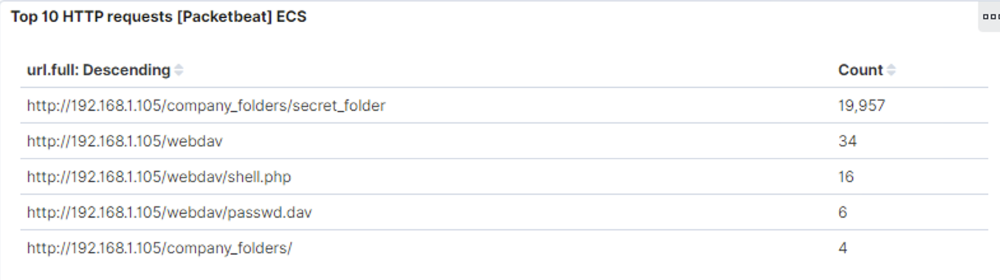 Top 10 HTTP requests [Packetbeat] ECS
url.full: Descending Count
http://192.168.1.105/company_folders/secret_folder 19,957
http://192.168.1.105/webdav 34
http://192.168.1.105/webdav/shell.php 16
http://192.168.1.105/webdav/passwd.dav 6
http://192.168.1.105/company_folders/ 4